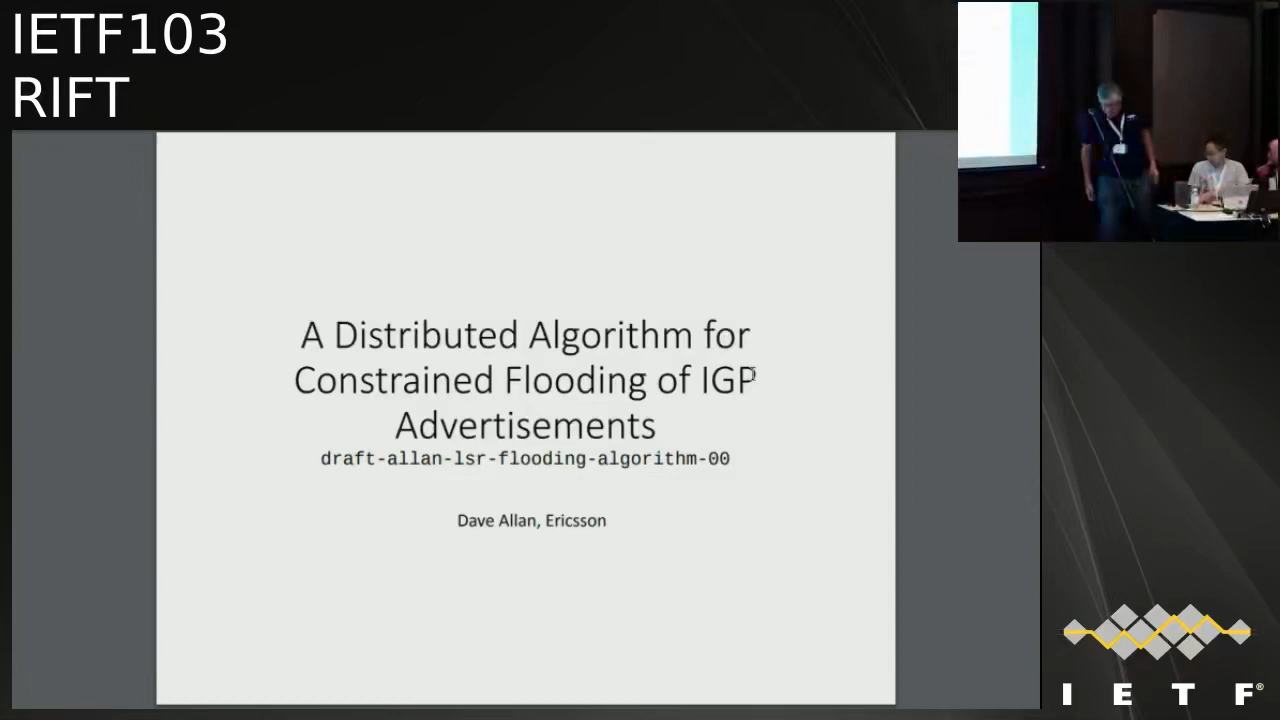 IETF103
RIFT
A Distributed Algorithm for
Constrained Flooding of IGP
Advertisements
draft-allan-lsr-flooding-algorithm-00
Dave Allan, Ericsson
I E T F®